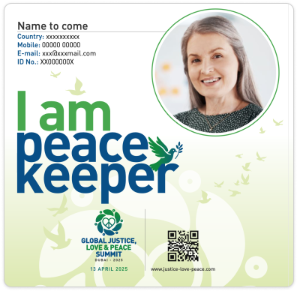 Name to come
Country: xxxxxxxxxx
Mobile: 00000 00000
E-mail: xxx@xxxmail.com
ID No.: XX000000X
I am
peace
keeper
GLOBAL JUSTICE,
LOVE & PEACE
SUMMIT
DUBAI - 2025
13 APRIL 2025
www.justice-love-peace.com